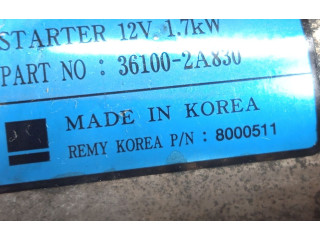 STARTER 12V 1.7kW
PART NO : 36100-2A830
MADE IN KOREA
REMY KOREA P/N : 8000511